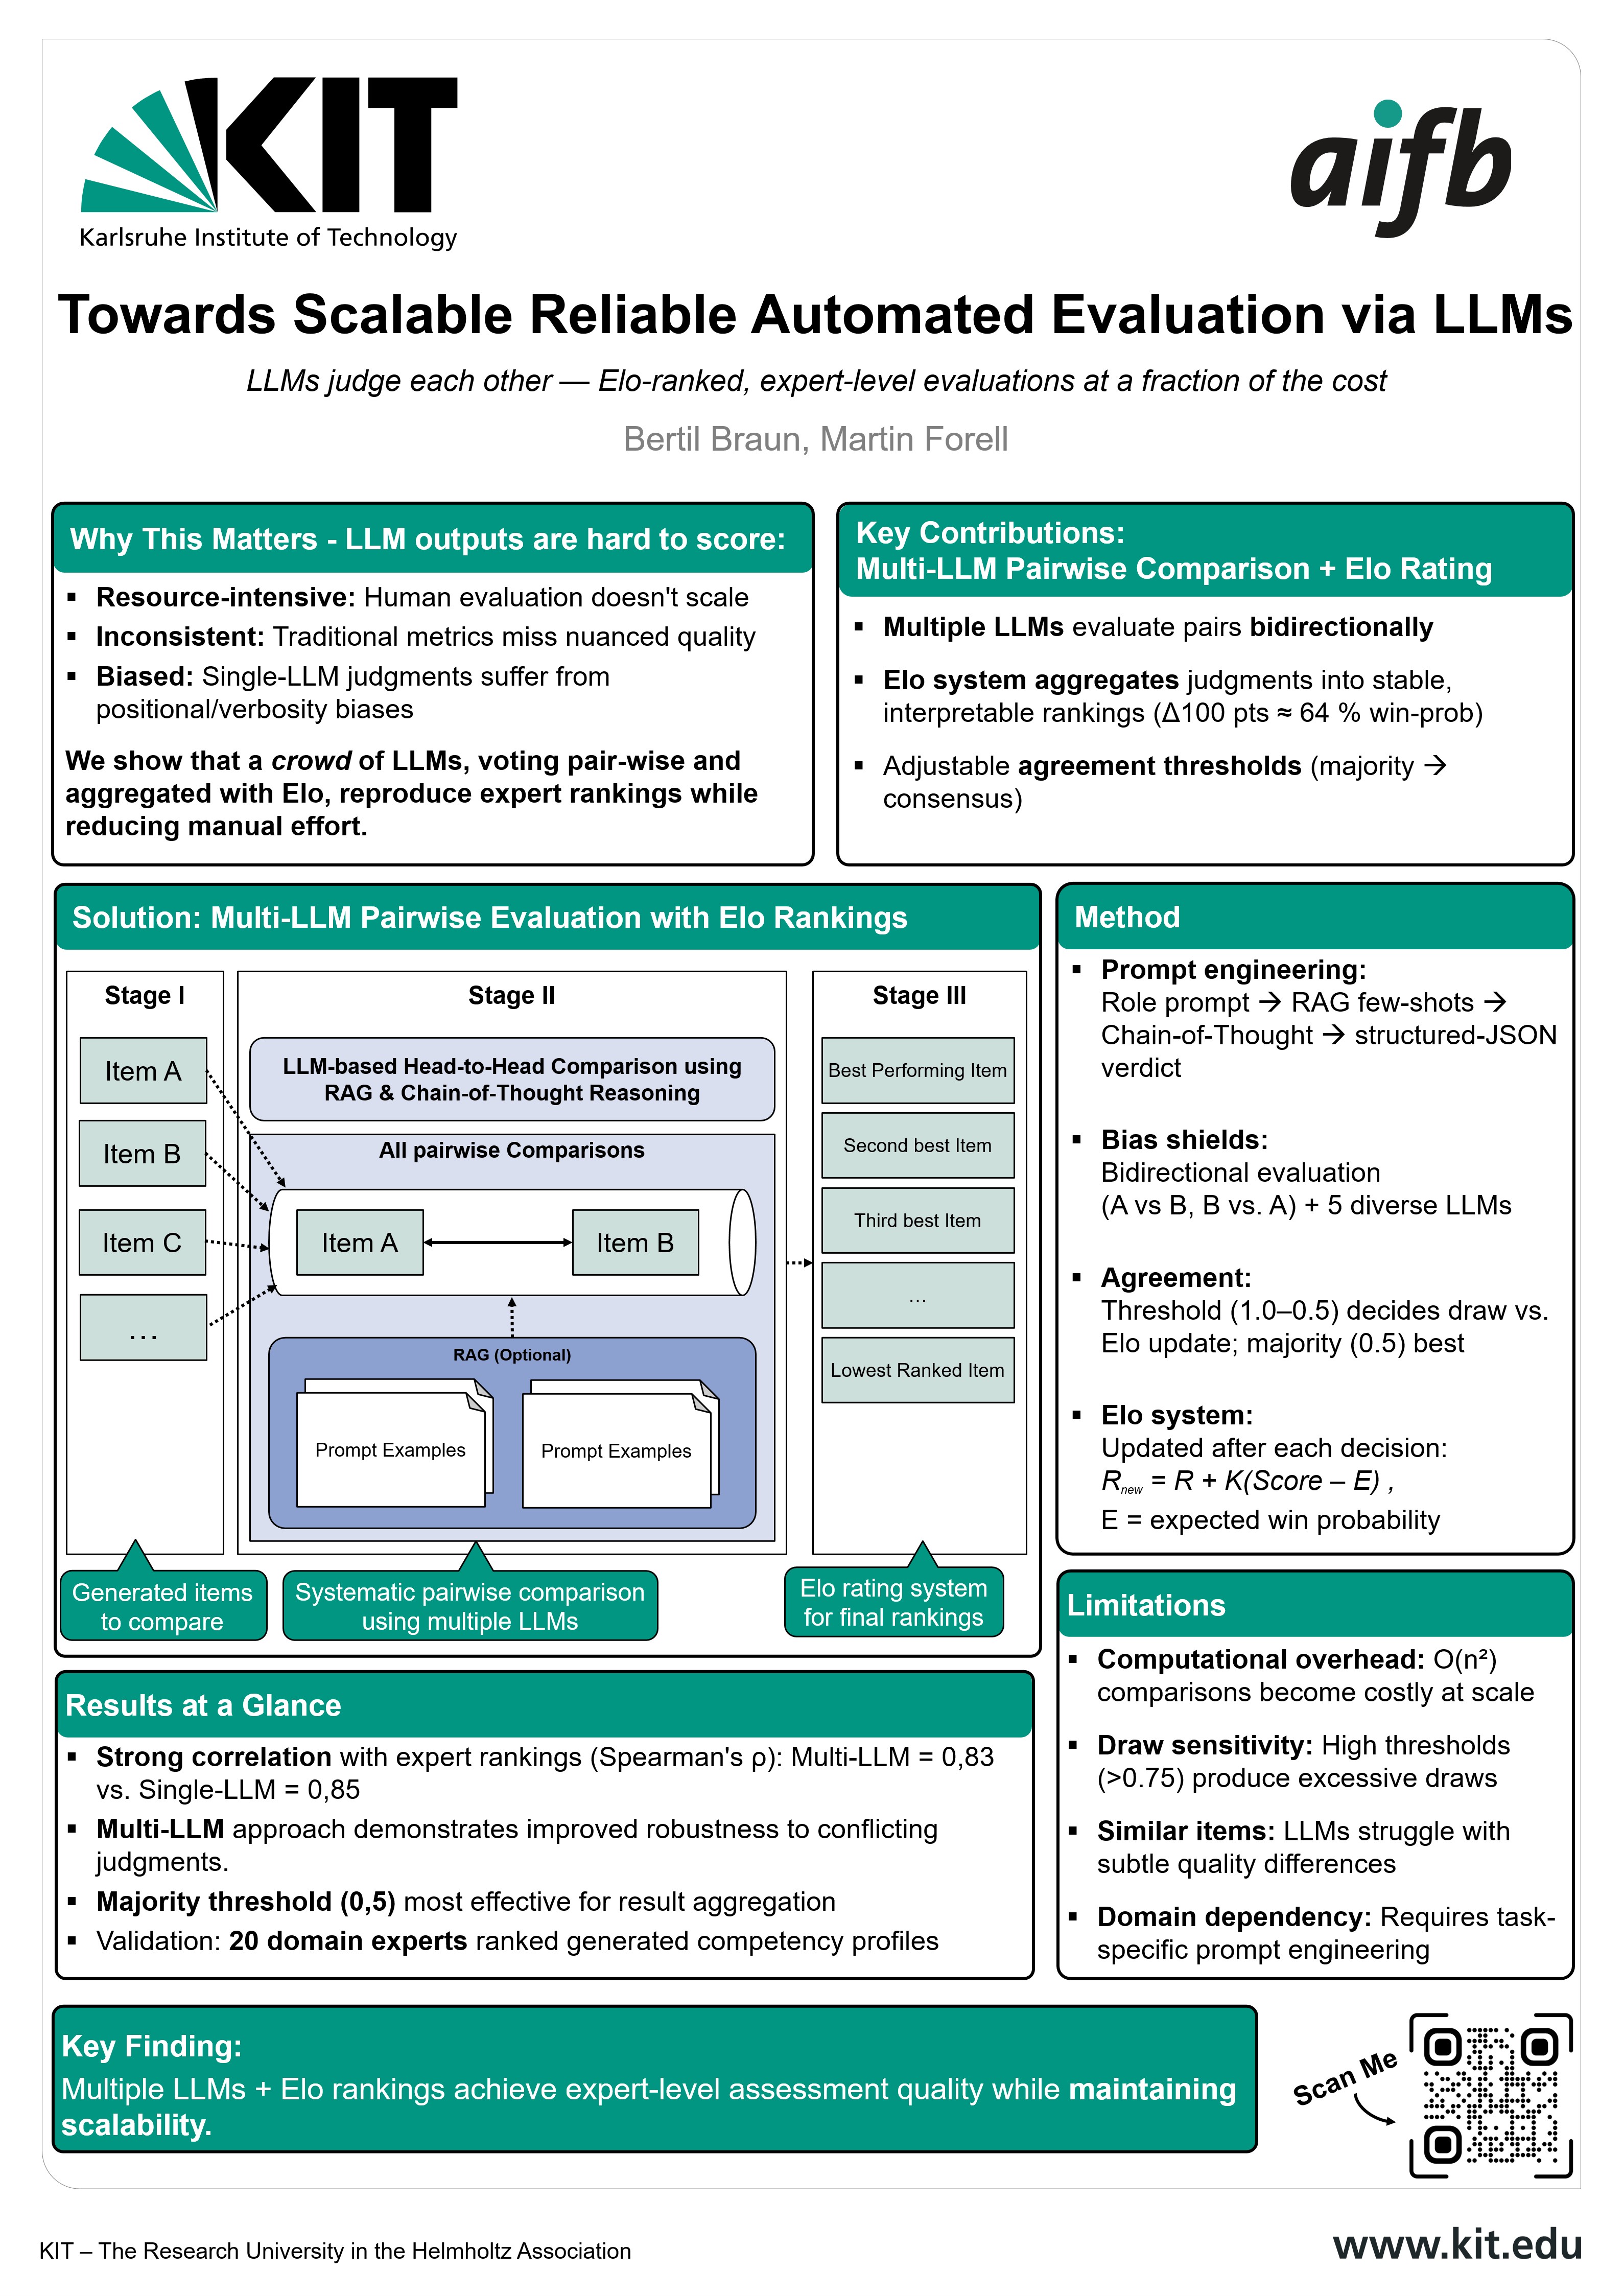 KIT
Karlsruhe Institute of Technology
aifb
Towards Scalable Reliable Automated Evaluation via LLMs
LLMs judge each other — Elo-ranked, expert-level evaluations at a fraction of the cost
Bertil Braun, Martin Forell
Why This Matters - LLM outputs are hard to score:
▪ Resource-intensive: Human evaluation doesn't scale
▪ Inconsistent: Traditional metrics miss nuanced quality
▪ Biased: Single-LLM judgments suffer from
positional/verbosity biases
We show that a crowd of LLMs, voting pair-wise and
aggregated with Elo, reproduce expert rankings while
reducing manual effort.
Key Contributions:
Multi-LLM Pairwise Comparison + Elo Rating
▪ Multiple LLMs evaluate pairs bidirectionally
▪ Elo system aggregates judgments into stable,
interpretable rankings (Δ100 pts ≈ 64 % win-prob)
▪ Adjustable agreement thresholds (majority →
consensus)
Solution: Multi-LLM Pairwise Evaluation with Elo Rankings
Stage I
Item A
Item B
Item C
...
Generated items
to compare
Stage II
LLM-based Head-to-Head Comparison using
RAG & Chain-of-Thought Reasoning
All pairwise Comparisons
Item A
Item B
RAG (Optional)
Prompt Examples
Prompt Examples
Systematic pairwise comparison
using multiple LLMs
Stage III
Best Performing Item
Second best Item
Third best Item
...
Lowest Ranked Item
Elo rating system
for final rankings
Method
▪ Prompt engineering:
Role prompt → RAG few-shots →
Chain-of-Thought → structured-JSON
verdict
▪ Bias shields:
Bidirectional evaluation
(A vs B, B vs. A) + 5 diverse LLMs
▪ Agreement:
Threshold (1.0–0.5) decides draw vs.
Elo update; majority (0.5) best
▪ Elo system:
Updated after each decision:
Rnew = R + K(Score – E) ,
E = expected win probability
Results at a Glance
▪ Strong correlation with expert rankings (Spearman's ρ): Multi-LLM = 0,83
vs. Single-LLM = 0,85
▪ Multi-LLM approach demonstrates improved robustness to conflicting
judgments.
▪ Majority threshold (0,5) most effective for result aggregation
▪ Validation: 20 domain experts ranked generated competency profiles
Limitations
▪ Computational overhead: O(n²)
comparisons become costly at scale
▪ Draw sensitivity: High thresholds
(>0.75) produce excessive draws
▪ Similar items: LLMs struggle with
subtle quality differences
▪ Domain dependency: Requires task-
specific prompt engineering
Key Finding:
Multiple LLMs + Elo rankings achieve expert-level assessment quality while maintaining
scalability.
Scan Me
KIT – The Research University in the Helmholtz Association
www.kit.edu